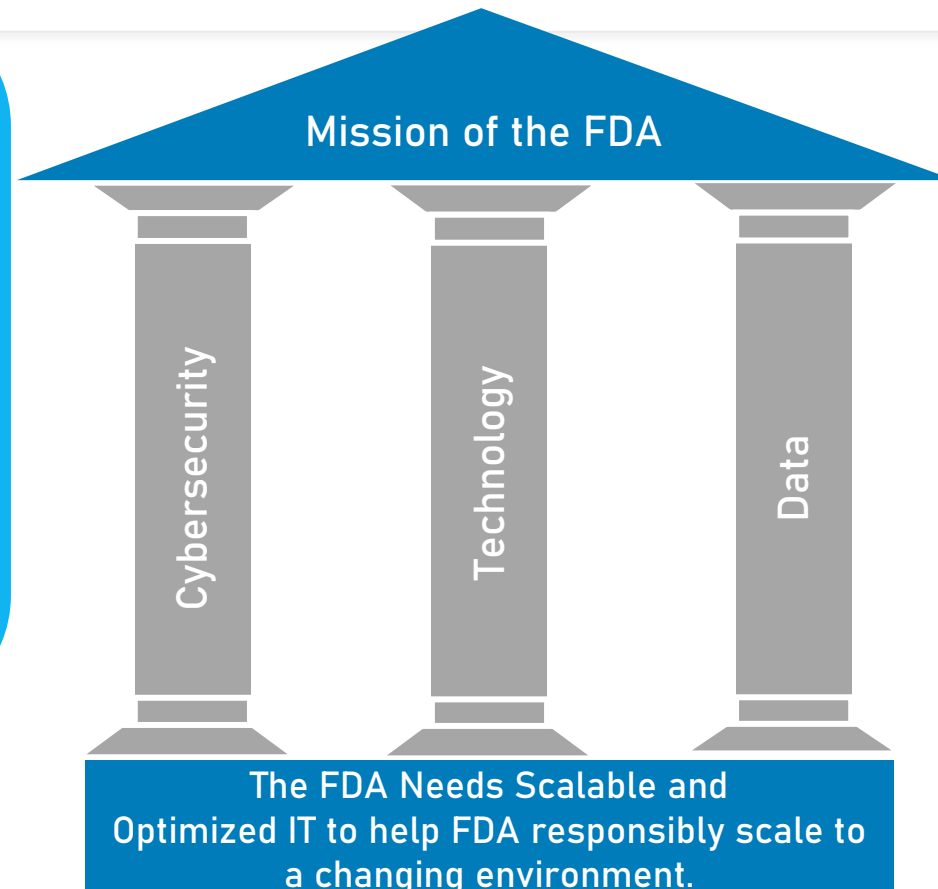 Mission of the FDA
Cybersecurity
Technology
Data
The FDA Needs Scalable and
Optimized IT to help FDA responsibly scale to
a changing environment.